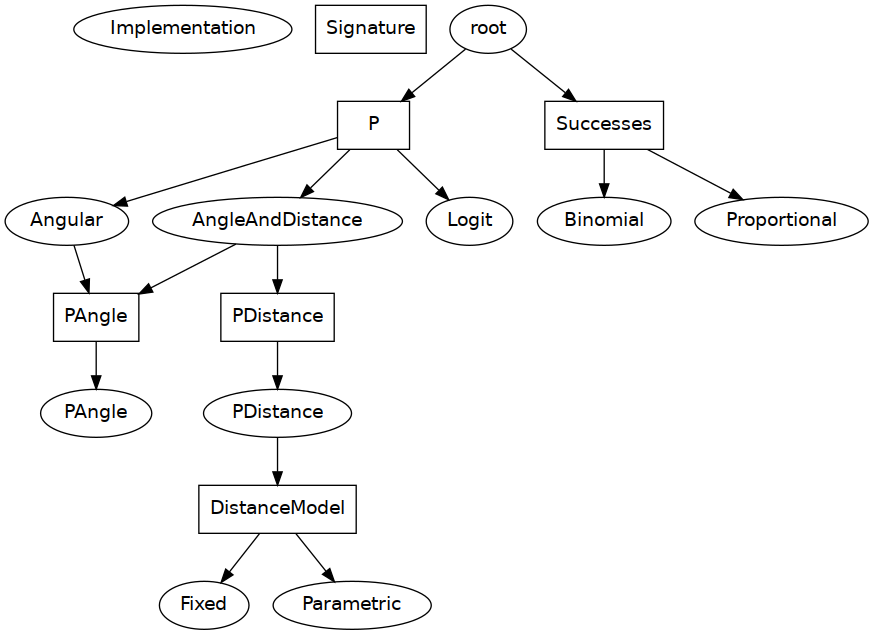 Implementation
Signature
root
P
Successes
Angular
AngleAndDistance
Logit
Binomial
Proportional
PAngle
PDistance
PAngle
PDistance
DistanceModel
Fixed
Parametric